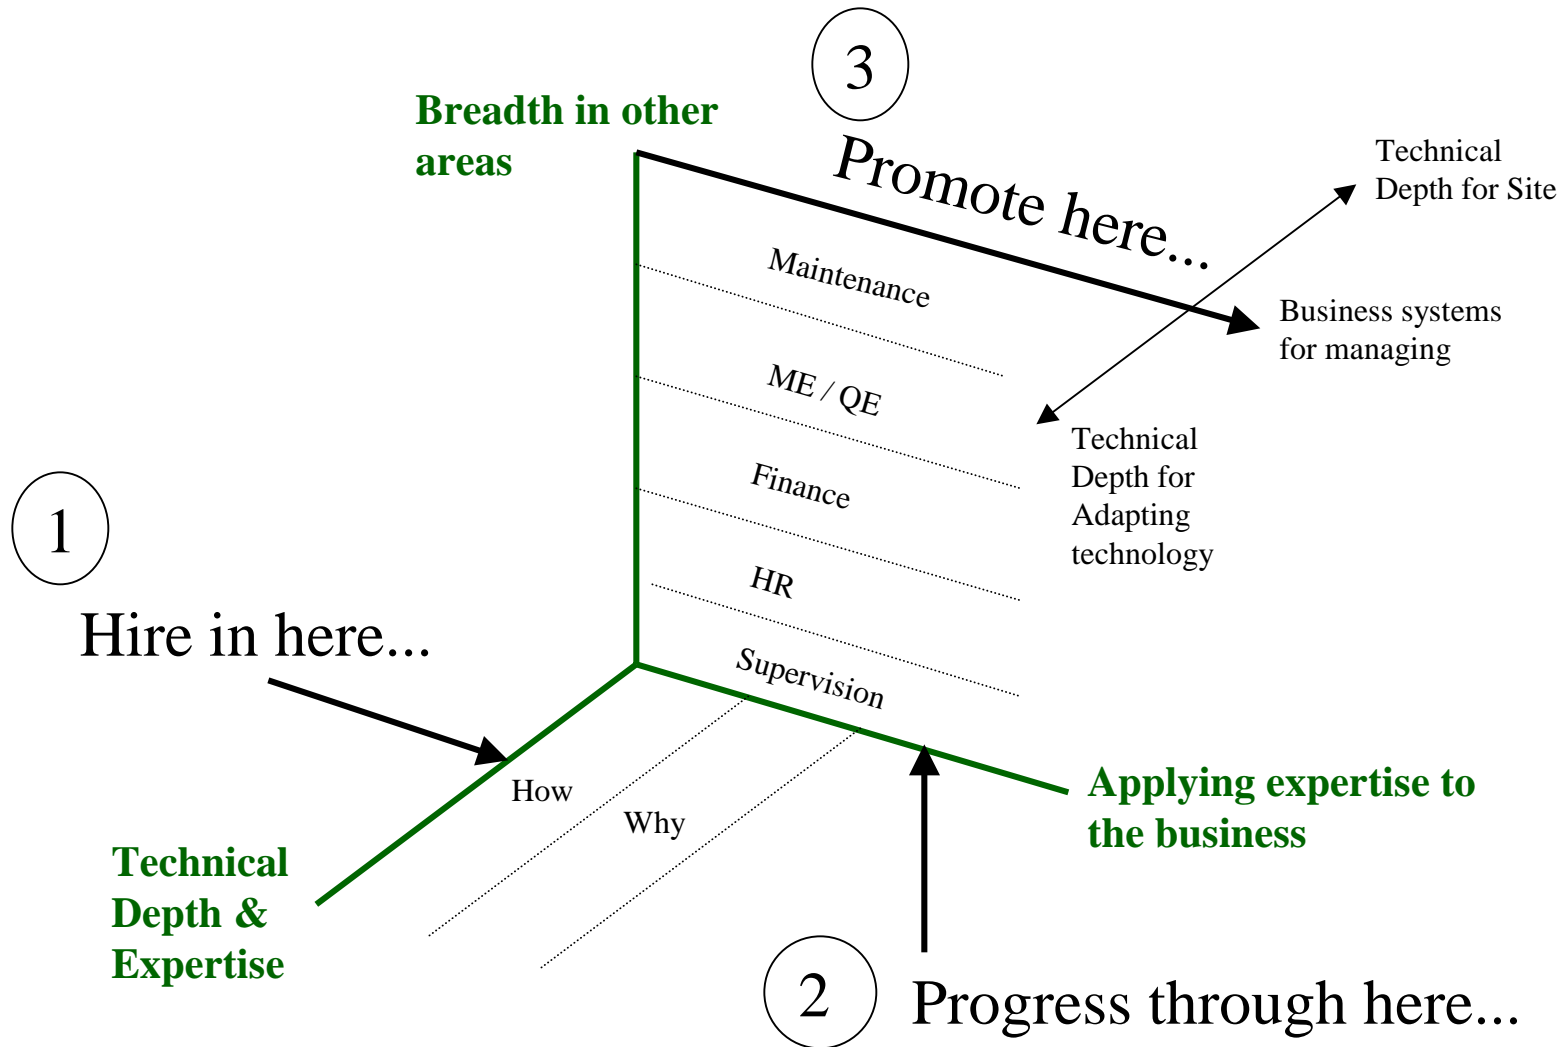 3
Breadth in other
areas
Promote here...
Technical
Depth for Site
Maintenance
Business systems
for managing
ME / QE
Technical
Depth for
Adapting
technology
Finance
1
HR
Hire in here...
Supervision
How
Why
Applying expertise to
the business
Technical
Depth &
Expertise
2
Progress through here...